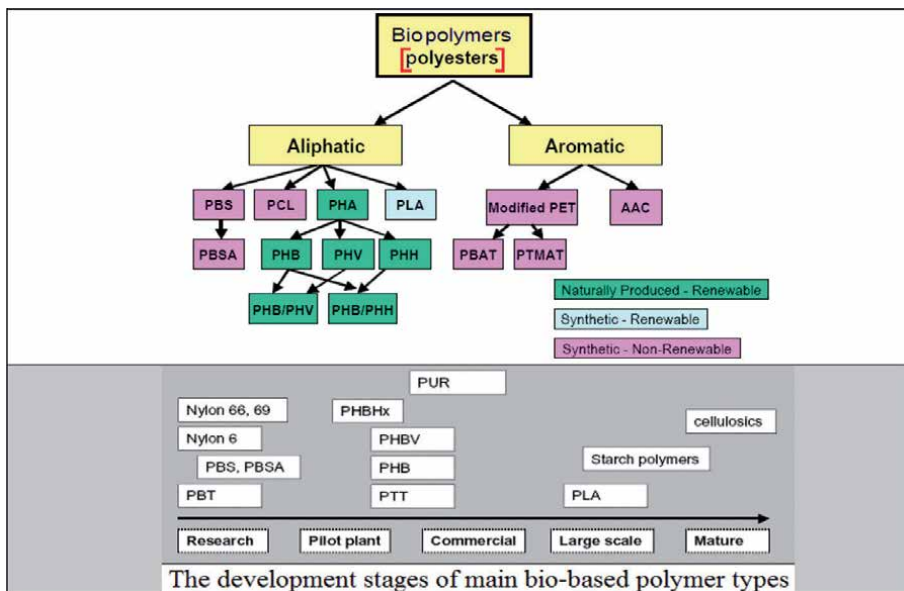 Biopolymers
[polyesters]
Aliphatic
Aromatic
PBS
PCL
PHA
PLA
Modified PET
AAC
PBSA
PHB
PHV
PHH
PBAT
PTMAT
PHB/PHV
PHB/PHH
Naturally Produced - Renewable
Synthetic - Renewable
Synthetic - Non-Renewable
PUR
Nylon 66, 69
PHBHx
cellulosics
Nylon 6
PHBV
PBS, PBSA
PHB
Starch polymers
PBT
PTT
PLA
Research
Pilot plant
Commercial
Large scale
Mature
The development stages of main bio-based polymer types